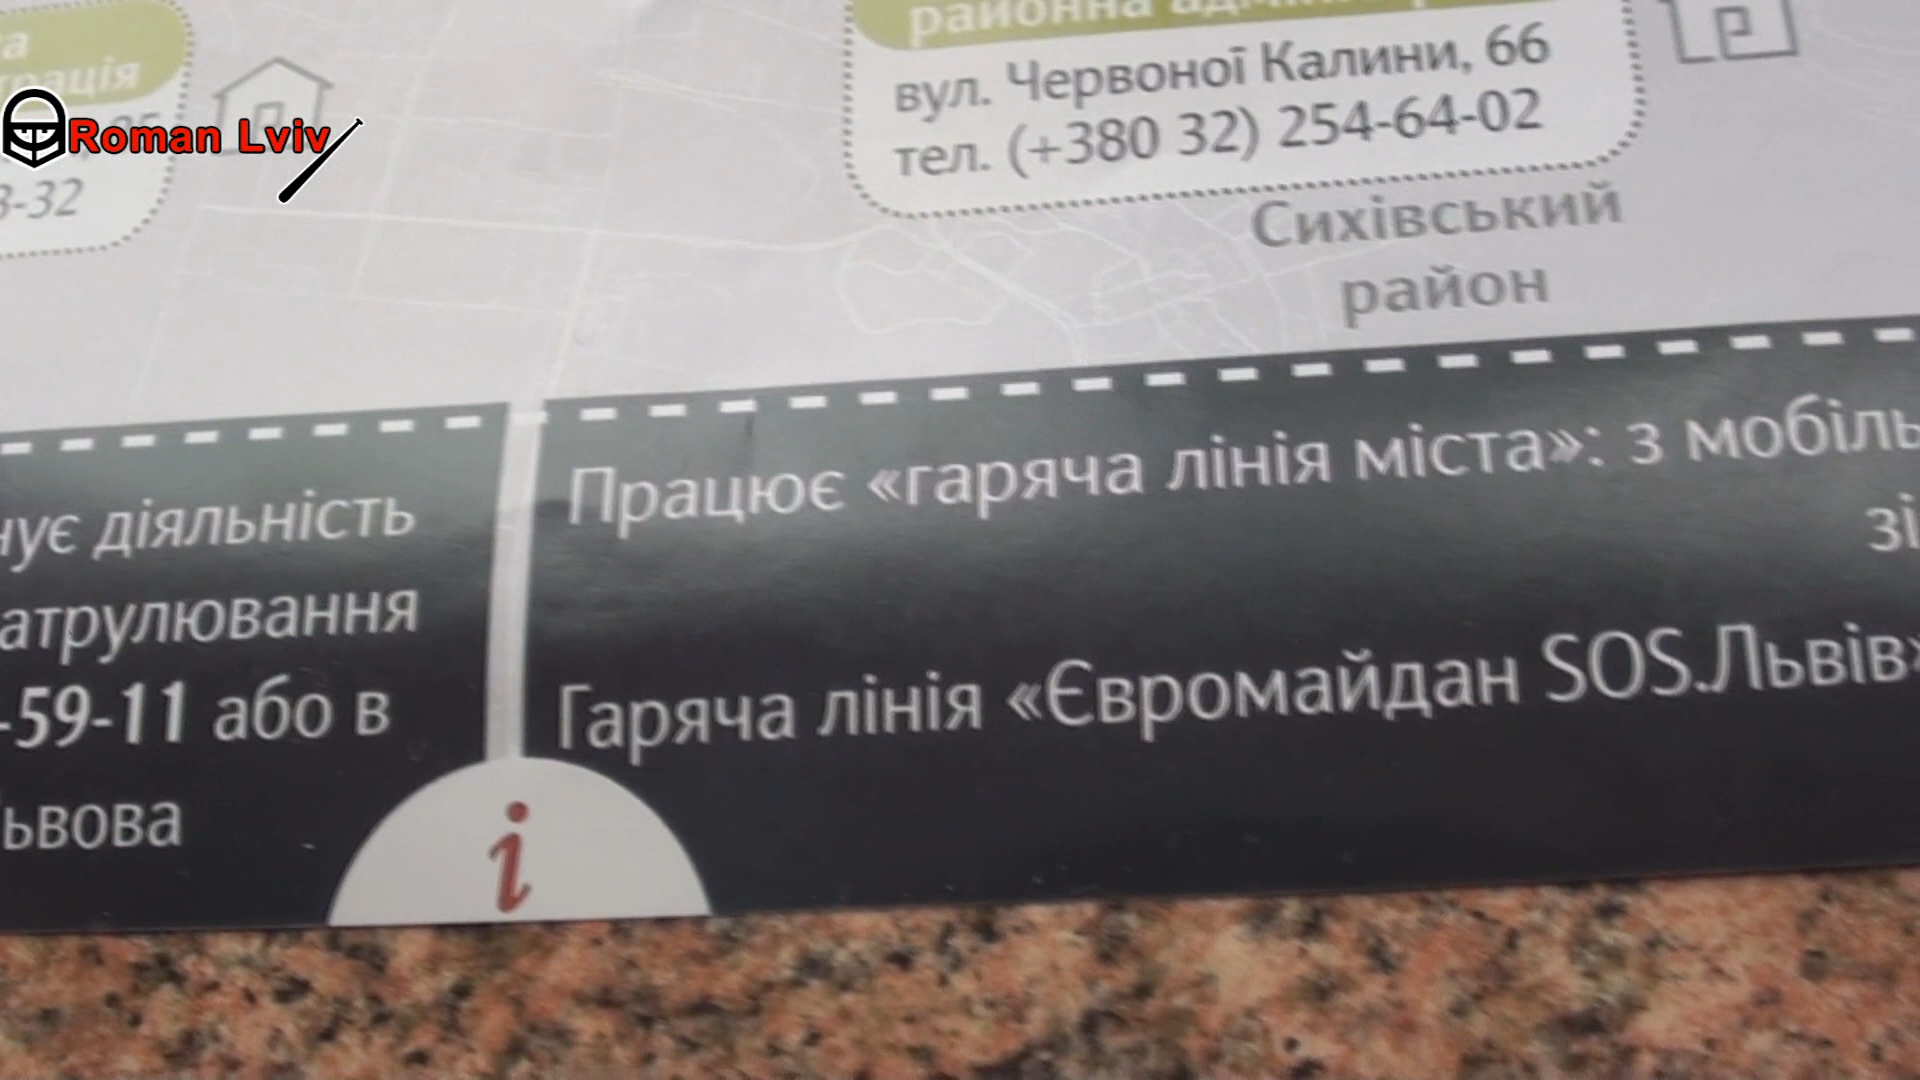 районна
вул. Червоної Калини, 66
тел. (+380 32) 254-64-02
Сихівський
район
Roman Lviv
3-32
нує діяльність
атрулювання
-59-11 або в
ьвова
Працює «гаряча лінія міста»: з мобіль
зі
Гаряча лінія «Євромайдан SOS.Львів»
i